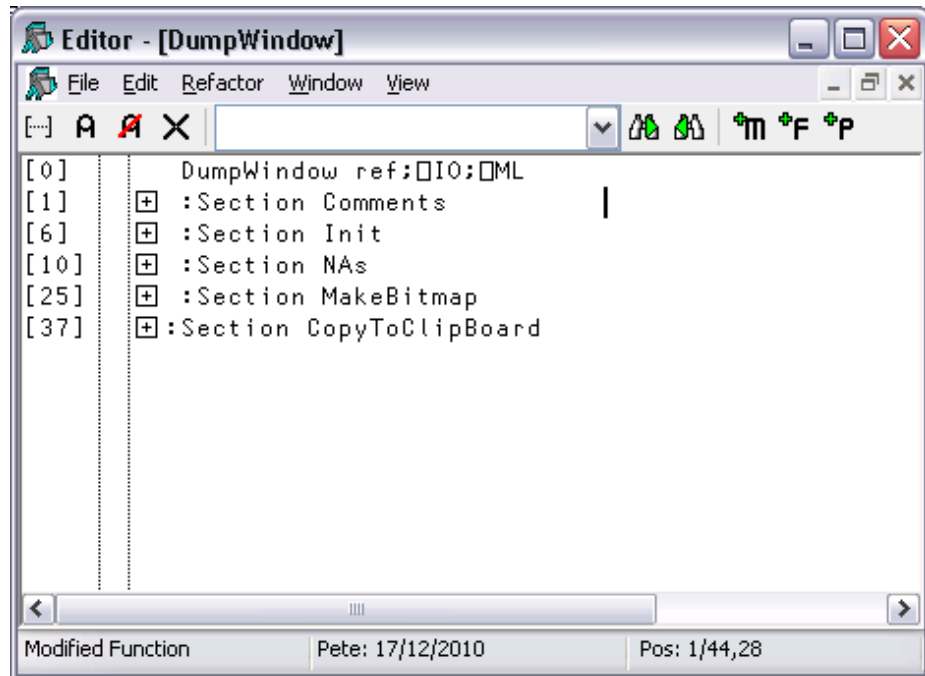 Editor - [DumpWindow]
File Edit Refactor Window View
A A m F P
[0] DumpWindow ref;⎕IO;⎕ML
[1] :Section Comments
[6] :Section Init
[10] :Section NAs
[25] :Section MakeBitmap
[37] :Section CopyToClipBoard
Modified Function Pete: 17/12/2010 Pos: 1/44,28